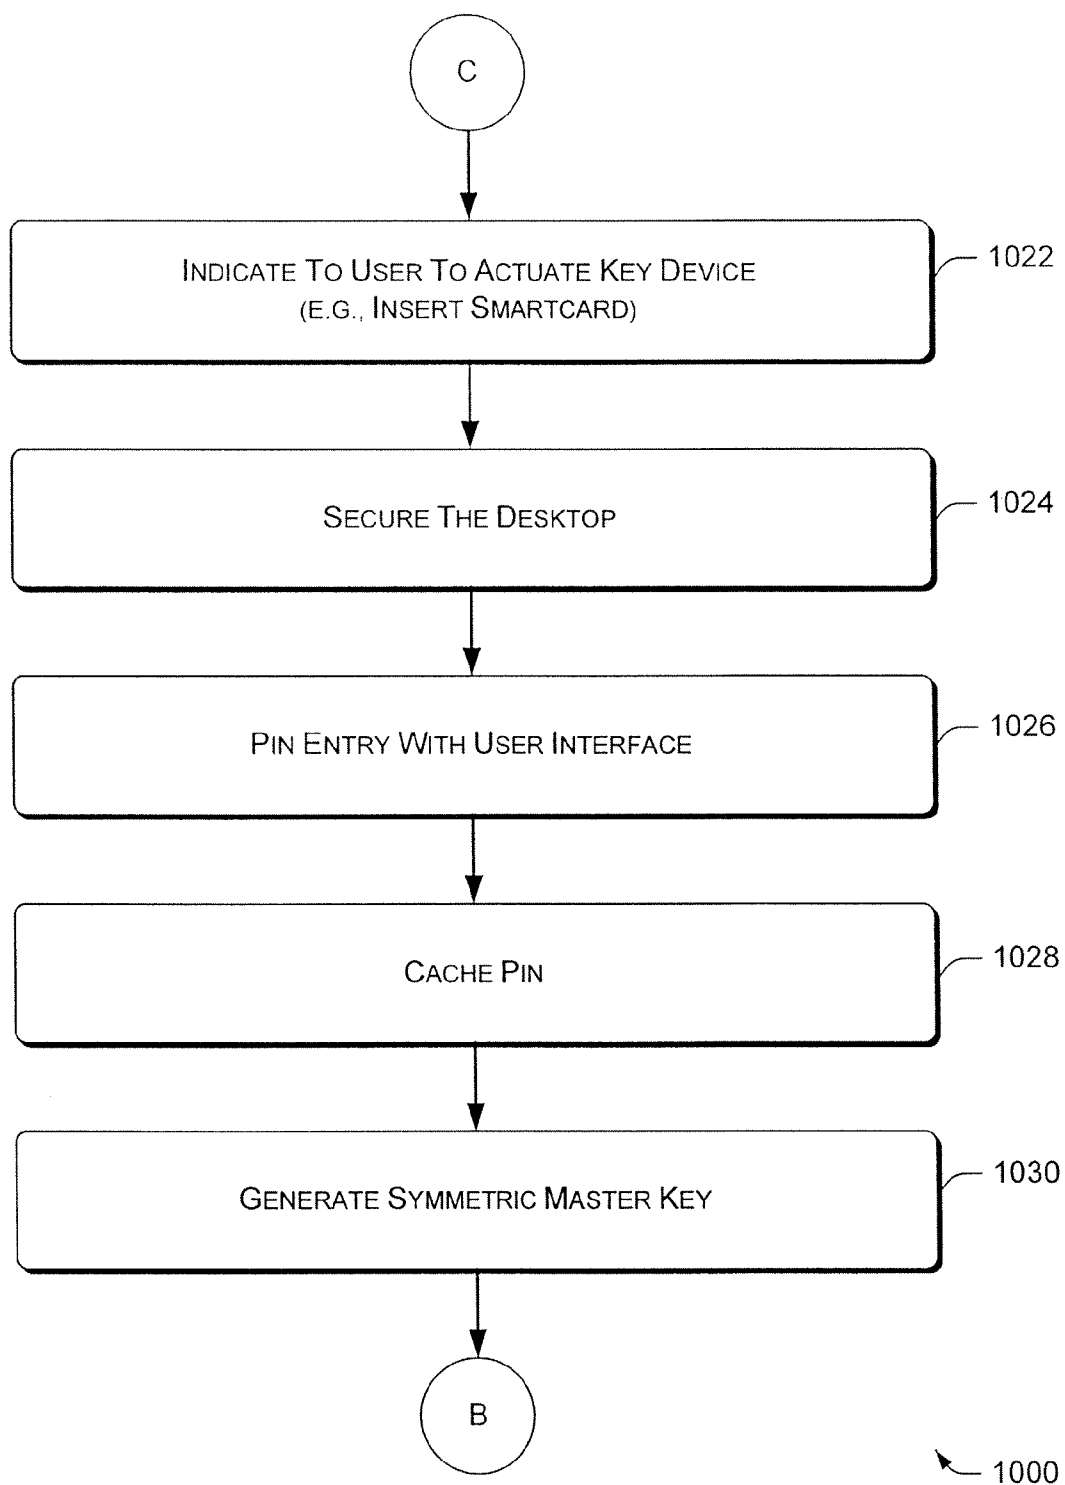 C
INDICATE TO USER TO ACTUATE KEY DEVICE
(E.G., INSERT SMARTCARD)
1022
SECURE THE DESKTOP
1024
PIN ENTRY WITH USER INTERFACE
1026
CACHE PIN
1028
GENERATE SYMMETRIC MASTER KEY
1030
B
1000